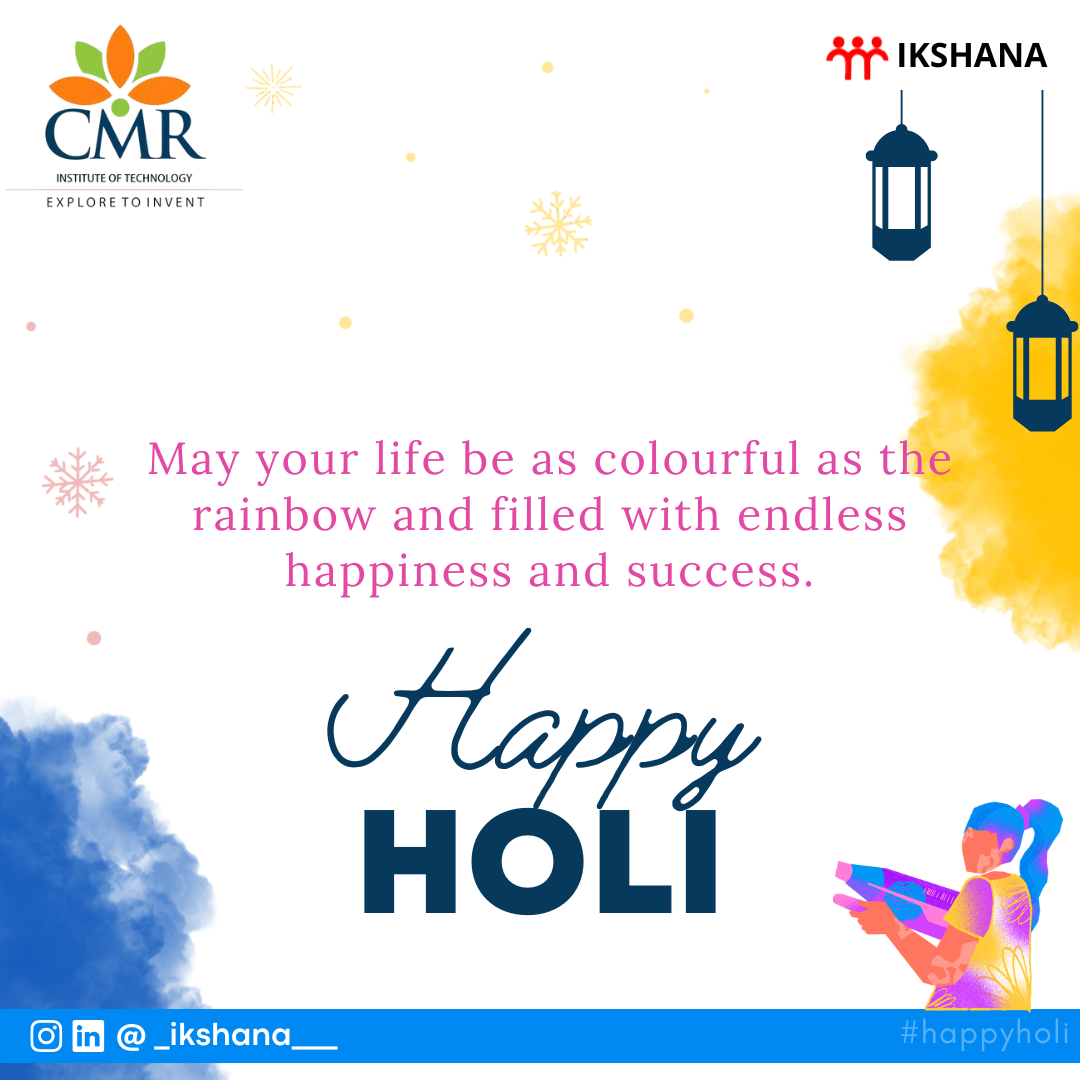 CMR
INSTITUTE OF TECHNOLOGY
EXPLORE TO INVENT
IKSHANA
May your life be as colourful as the
rainbow and filled with endless
happiness and success.
Happy
HOLI
@ _ikshana___
#happyholi